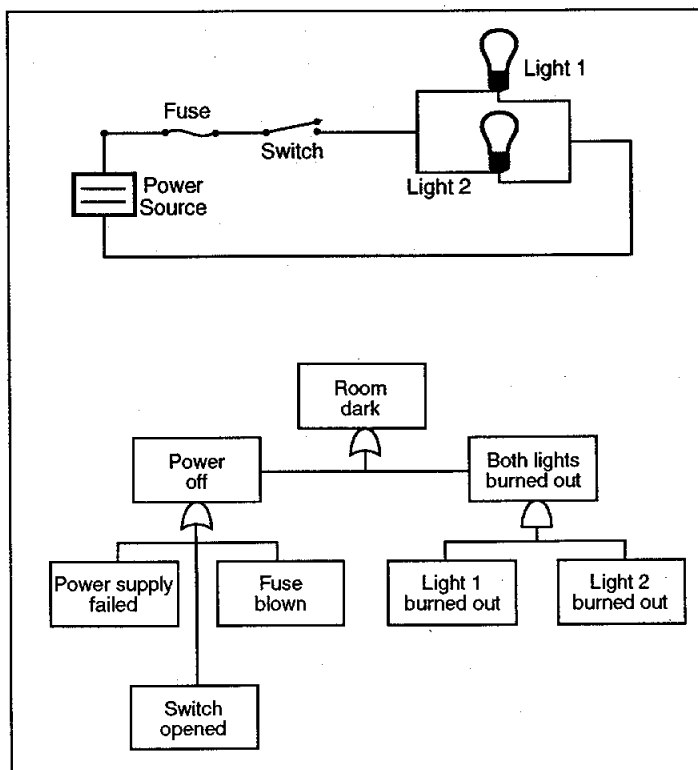 Light 1
Fuse
Switch
Light 2
Power
Source
Room
dark
Power
off
Both lights
burned out
Power supply
failed
Fuse
blown
Light 1
burned out
Light 2
burned out
Switch
opened